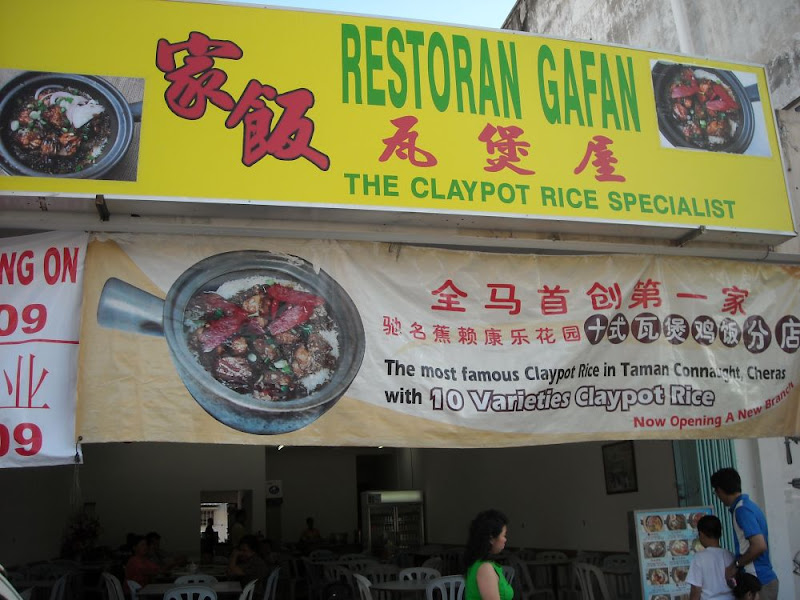 家飯
RESTORAN GAFAN
瓦煲屋
THE CLAYPOT RICE SPECIALIST
NG ON
09
业
09
全马首创第一家
驰名蕉赖康乐花园十式瓦煲鸡饭分店
The most famous Claypot Rice in Taman Connaught, Cheras
with 10 Varieties Claypot Rice
Now Opening A New Branch